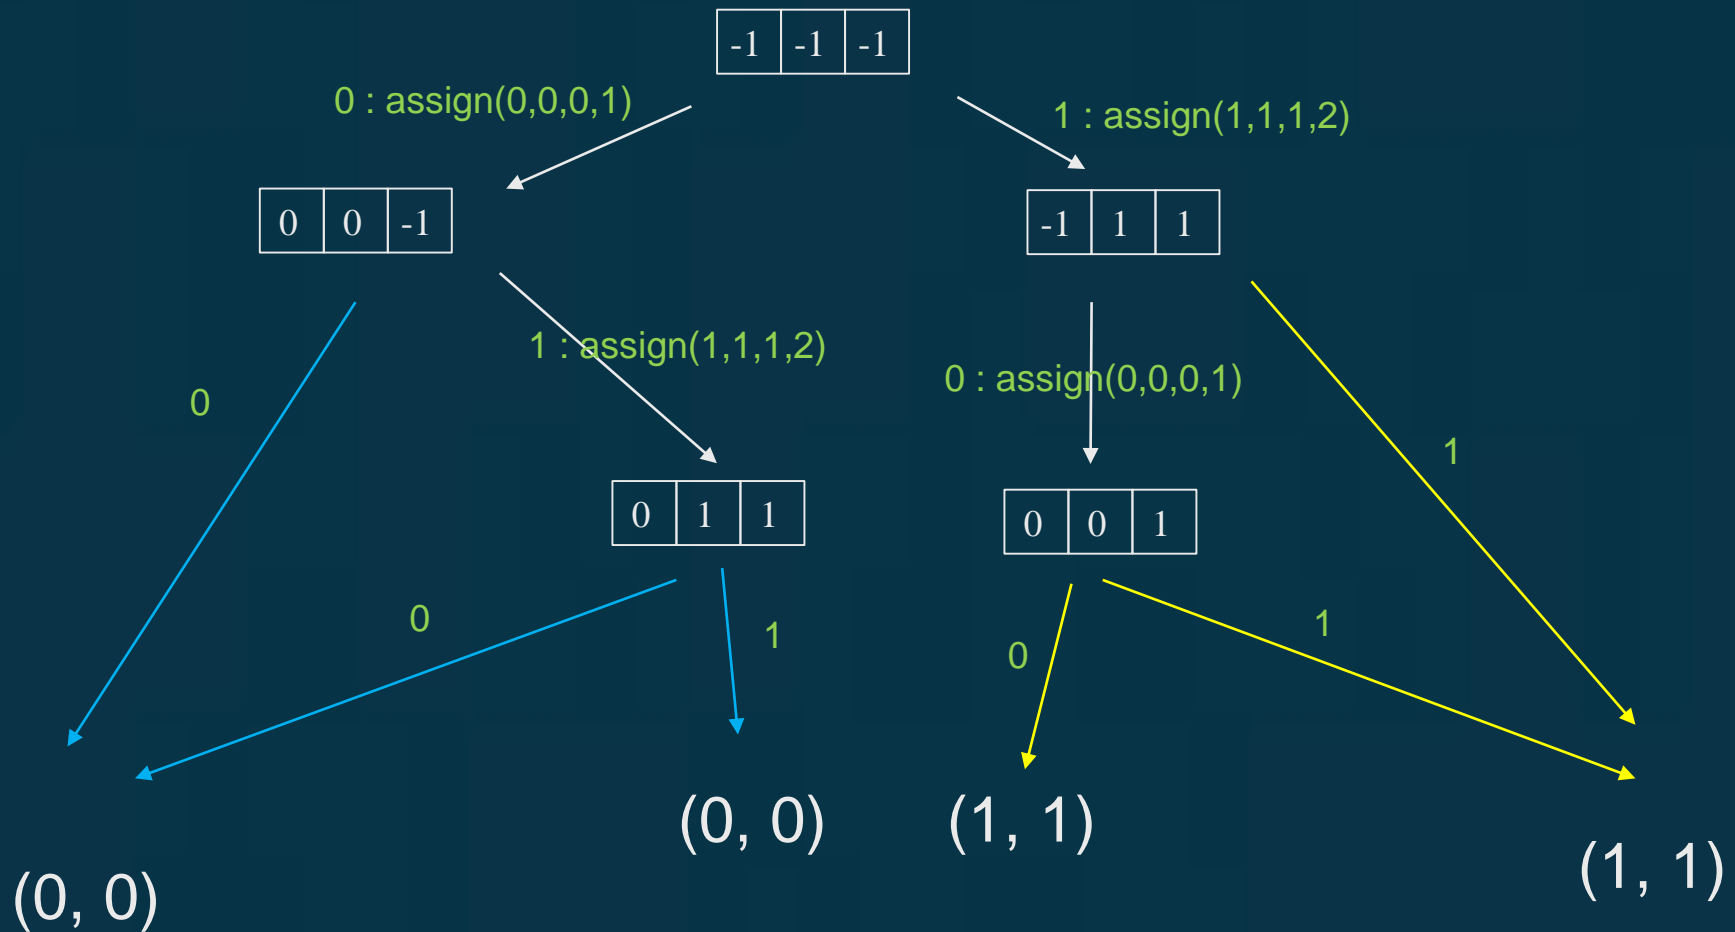 -1 -1 -1
0 : assign(0,0,0,1)
1 : assign(1,1,1,2)
0 0 -1
-1 1 1
1 : assign(1,1,1,2)
0 : assign(0,0,0,1)
0
1
0 1 1
0 0 1
0
1
0
1
(0, 0)
(1, 1)
(1, 1)
(0, 0)